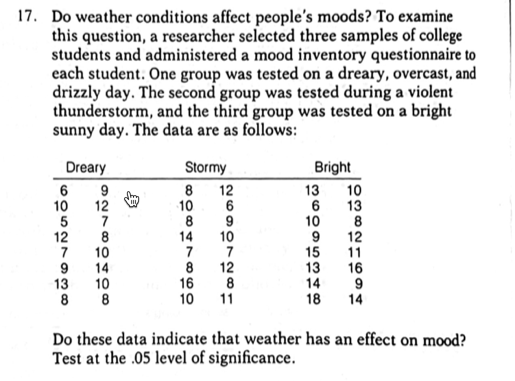 17. Do weather conditions affect people's moods? To examine
this question, a researcher selected three samples of college
students and administered a mood inventory questionnaire to
each student. One group was tested on a dreary, overcast, and
drizzly day. The second group was tested during a violent
thunderstorm, and the third group was tested on a bright
sunny day. The data are as follows:
Dreary Stormy Bright
6 9 8 12 13 10
10 12 10 6 6 13
5 7 8 9 10 8
12 8 14 10 9 12
7 10 7 7 15 11
9 14 8 12 13 16
13 10 16 8 14 9
8 8 10 11 18 14
Do these data indicate that weather has an effect on mood?
Test at the .05 level of significance.